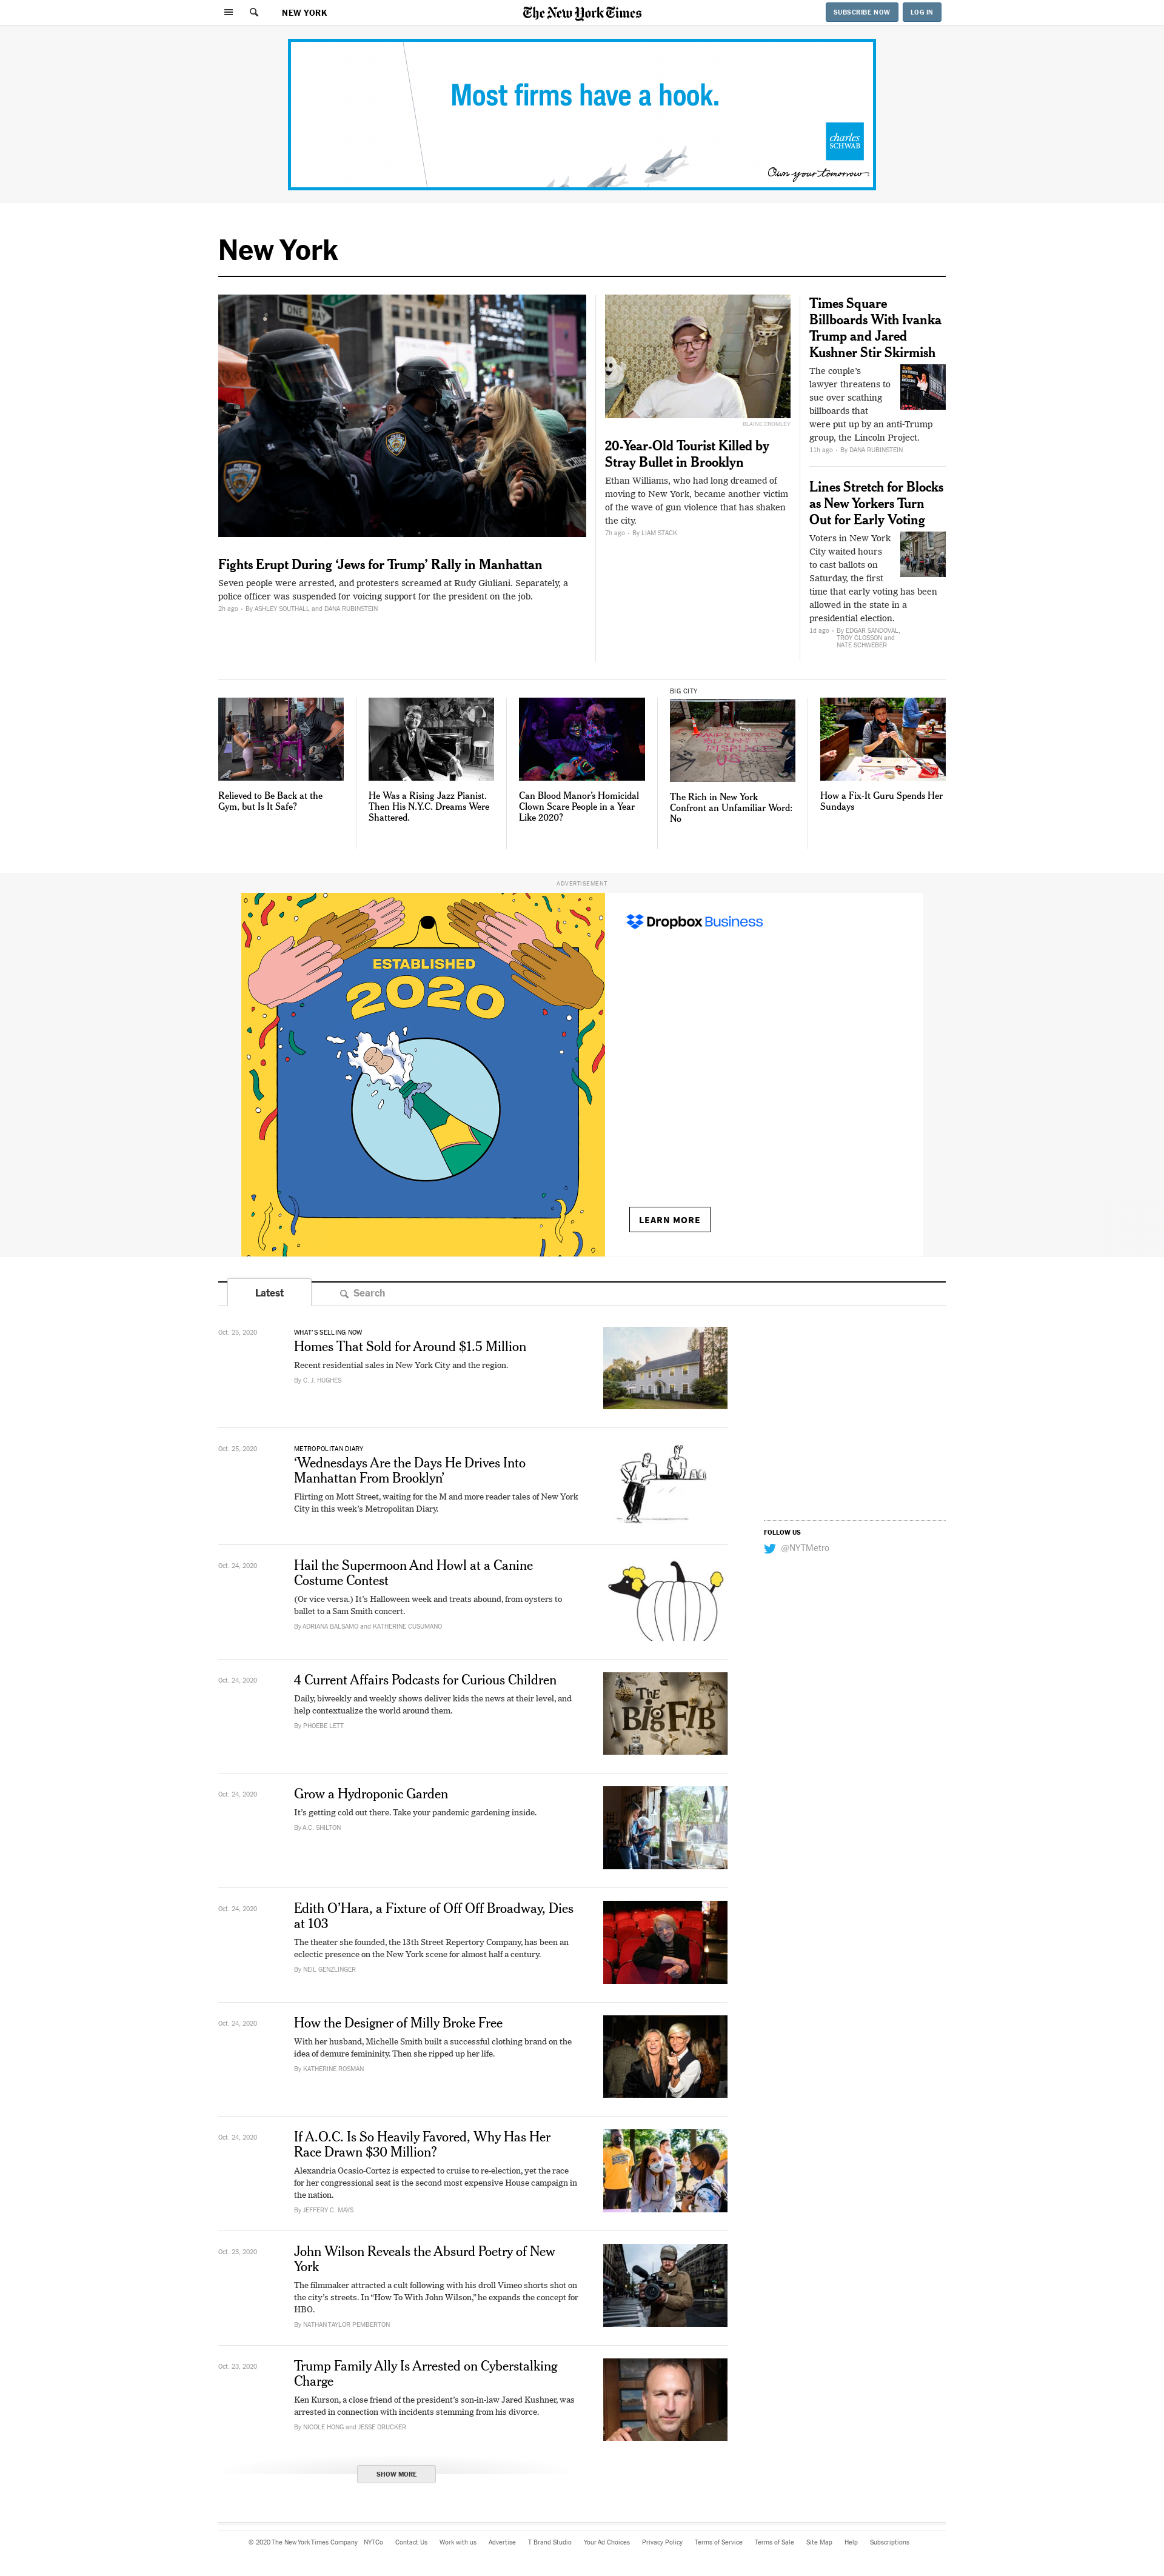 NEW YORK
The New York Times
SUBSCRIBE NOW
LOG IN
Most firms have a hook.
charles
SCHWAB
Own your tomorrow.
New York
Fights Erupt During ‘Jews for Trump’ Rally in Manhattan
Seven people were arrested, and protesters screamed at Rudy Giuliani. Separately, a
police officer was suspended for voicing support for the president on the job.
2h ago · By ASHLEY SOUTHALL and DANA RUBINSTEIN
BLAINE CROMLEY
20-Year-Old Tourist Killed by
Stray Bullet in Brooklyn
Ethan Williams, who had long dreamed of
moving to New York, became another victim
of the wave of gun violence that has shaken
the city.
7h ago · By LIAM STACK
Times Square
Billboards With Ivanka
Trump and Jared
Kushner Stir Skirmish
The couple’s
lawyer threatens to
sue over scathing
billboards that
were put up by an anti-Trump
group, the Lincoln Project.
11h ago · By DANA RUBINSTEIN
Lines Stretch for Blocks
as New Yorkers Turn
Out for Early Voting
Voters in New York
City waited hours
to cast ballots on
Saturday, the first
time that early voting has been
allowed in the state in a
presidential election.
1d ago · By EDGAR SANDOVAL,
TROY CLOSSON and
NATE SCHWEBER
Relieved to Be Back at the
Gym, but Is It Safe?
He Was a Rising Jazz Pianist.
Then His N.Y.C. Dreams Were
Shattered.
Can Blood Manor’s Homicidal
Clown Scare People in a Year
Like 2020?
BIG CITY
The Rich in New York
Confront an Unfamiliar Word:
No
How a Fix-It Guru Spends Her
Sundays
ADVERTISEMENT
ESTABLISHED
2020
Dropbox Business
LEARN MORE
Latest
Search
Oct. 25, 2020
WHAT’S SELLING NOW
Homes That Sold for Around $1.5 Million
Recent residential sales in New York City and the region.
By C. J. HUGHES
Oct. 25, 2020
METROPOLITAN DIARY
‘Wednesdays Are the Days He Drives Into
Manhattan From Brooklyn’
Flirting on Mott Street, waiting for the M and more reader tales of New York
City in this week’s Metropolitan Diary.
FOLLOW US
@NYTMetro
Oct. 24, 2020
Hail the Supermoon And Howl at a Canine
Costume Contest
(Or vice versa.) It’s Halloween week and treats abound, from oysters to
ballet to a Sam Smith concert.
By ADRIANA BALSAMO and KATHERINE CUSUMANO
Oct. 24, 2020
4 Current Affairs Podcasts for Curious Children
Daily, biweekly and weekly shows deliver kids the news at their level, and
help contextualize the world around them.
By PHOEBE LETT
THE
BIG FIB
Oct. 24, 2020
Grow a Hydroponic Garden
It’s getting cold out there. Take your pandemic gardening inside.
By A.C. SHILTON
Oct. 24, 2020
Edith O’Hara, a Fixture of Off Off Broadway, Dies
at 103
The theater she founded, the 13th Street Repertory Company, has been an
eclectic presence on the New York scene for almost half a century.
By NEIL GENZLINGER
Oct. 24, 2020
How the Designer of Milly Broke Free
With her husband, Michelle Smith built a successful clothing brand on the
idea of demure femininity. Then she ripped up her life.
By KATHERINE ROSMAN
Oct. 24, 2020
If A.O.C. Is So Heavily Favored, Why Has Her
Race Drawn $30 Million?
Alexandria Ocasio-Cortez is expected to cruise to re-election, yet the race
for her congressional seat is the second most expensive House campaign in
the nation.
By JEFFERY C. MAYS
Oct. 23, 2020
John Wilson Reveals the Absurd Poetry of New
York
The filmmaker attracted a cult following with his droll Vimeo shorts shot on
the city’s streets. In “How To With John Wilson,” he expands the concept for
HBO.
By NATHAN TAYLOR PEMBERTON
Oct. 23, 2020
Trump Family Ally Is Arrested on Cyberstalking
Charge
Ken Kurson, a close friend of the president’s son-in-law Jared Kushner, was
arrested in connection with incidents stemming from his divorce.
By NICOLE HONG and JESSE DRUCKER
SHOW MORE
© 2020 The New York Times Company NYTCo Contact Us Work with us Advertise T Brand Studio Your Ad Choices Privacy Policy Terms of Service Terms of Sale Site Map Help Subscriptions